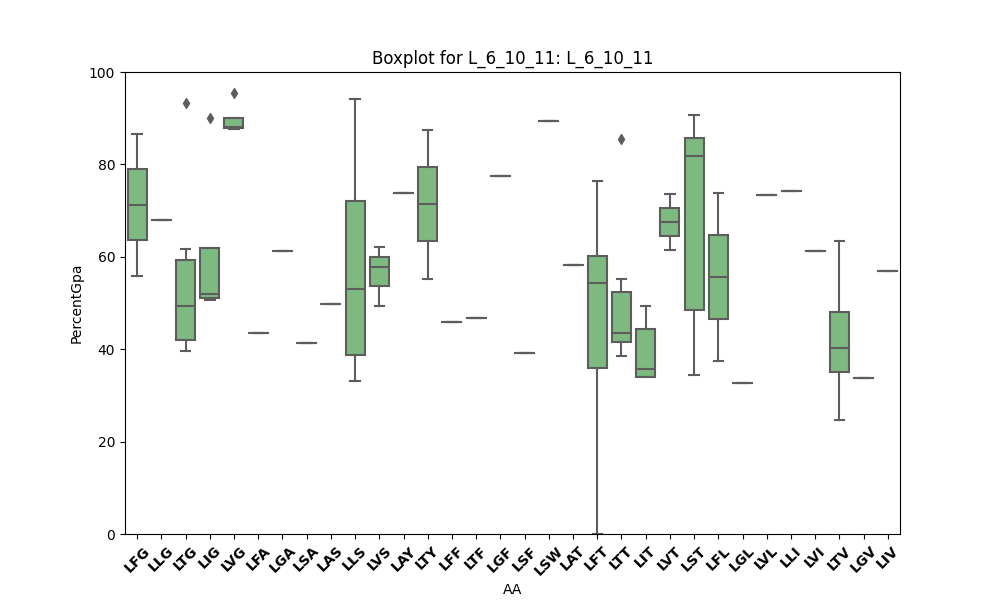 Boxplot for L_6_10_11: L_6_10_11
100
80
60
40
20
0
PercentGpa
LFG LLG LTG LIG LVG LFA LGA LSA LAS LLS LVS LAY LTY LFF LTF LGF LSF LSW LAT LFT LTT LIT LVT LST LFL LGL LVL LLI LVI LTV LGV LIV
AA